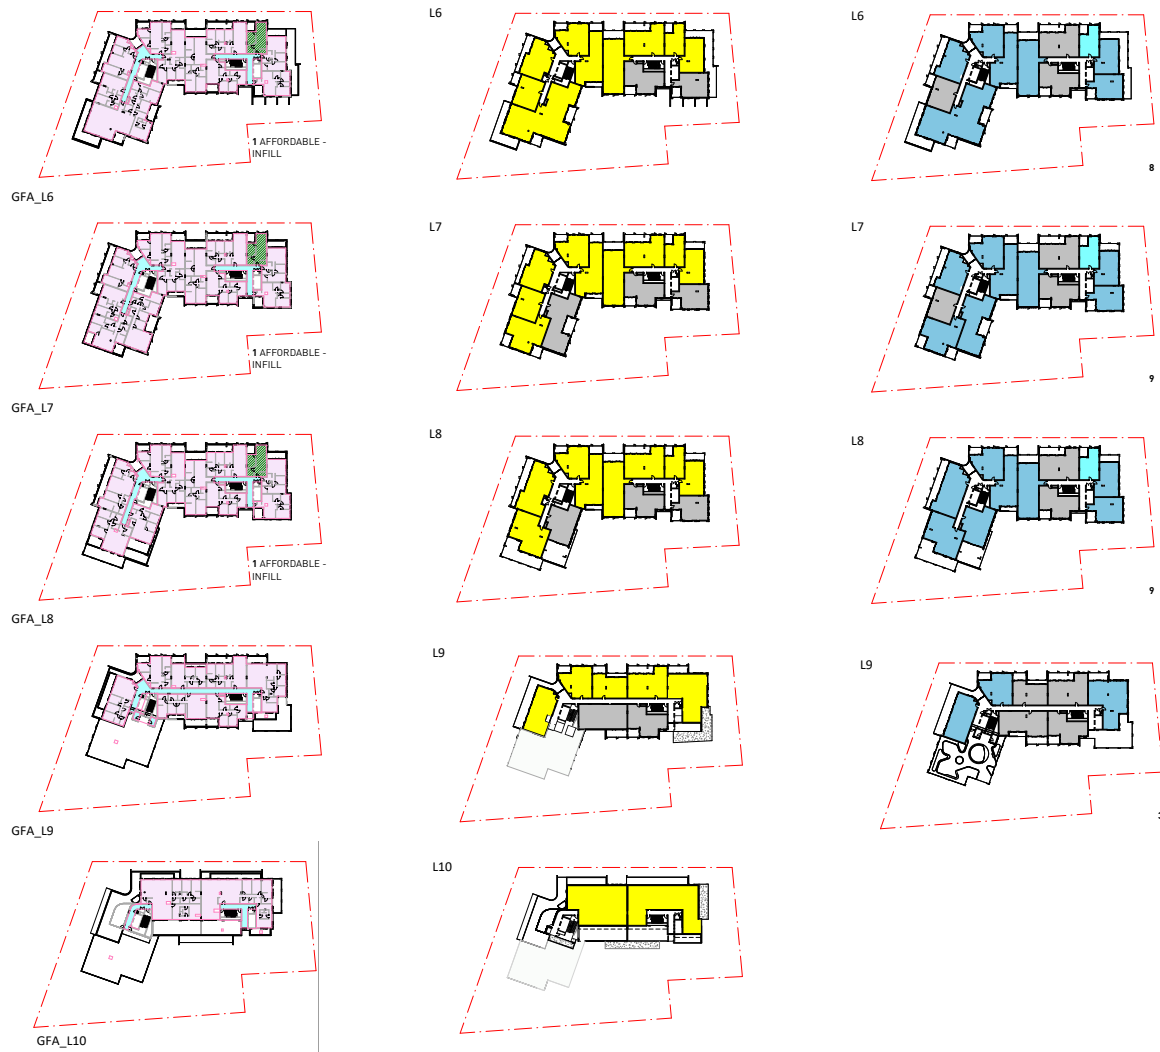 L6
L6
1 AFFORDABLE -
INFILL
8
GFA_L6
L7
L7
1 AFFORDABLE -
INFILL
9
GFA_L7
L8
L8
1 AFFORDABLE -
INFILL
9
GFA_L8
L9
L9
GFA_L9
L10
GFA_L10